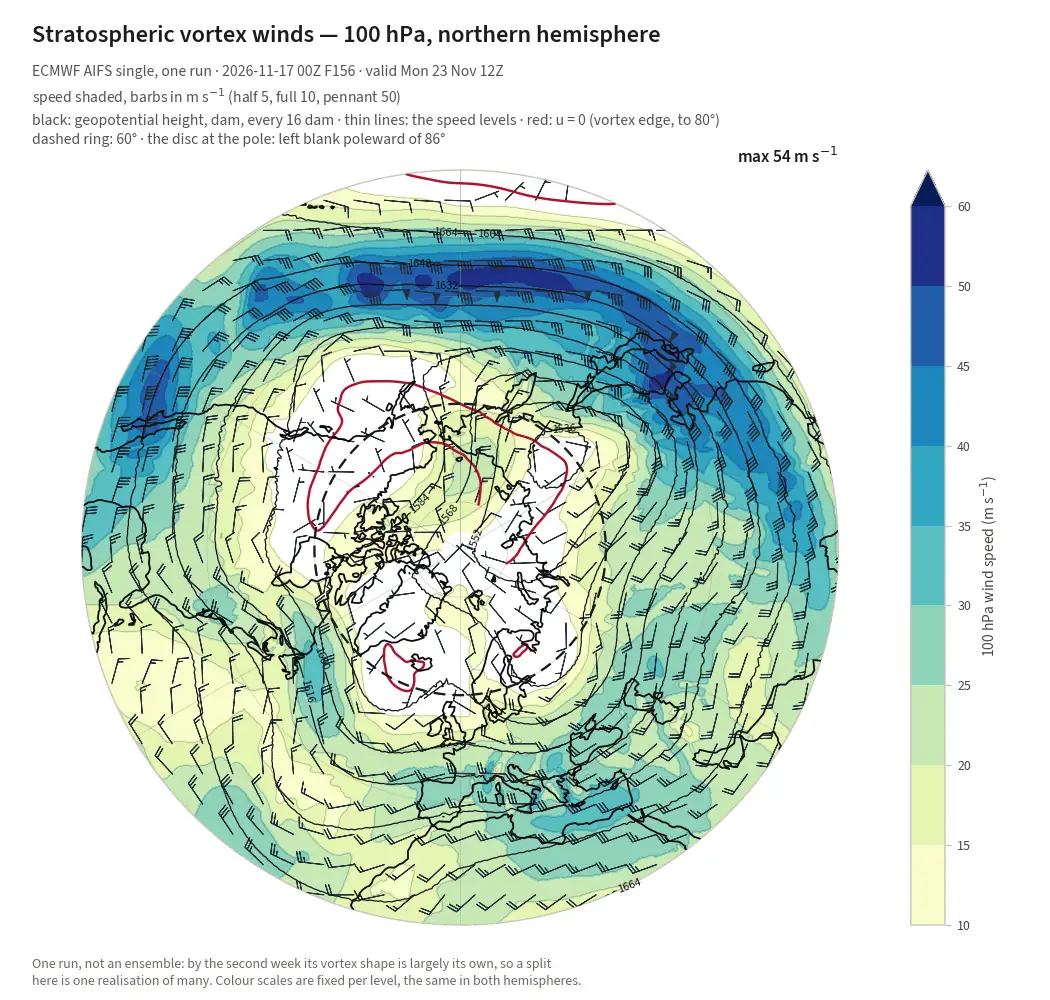 Stratospheric vortex winds — 100 hPa, northern hemisphere
ECMWF AIFS single, one run · 2026-11-17 00Z F156 · valid Mon 23 Nov 12Z
speed shaded, barbs in m s⁻¹ (half 5, full 10, pennant 50)
black: geopotential height, dam, every 16 dam · thin lines: the speed levels · red: u = 0 (vortex edge, to 80°)
dashed ring: 60° · the disc at the pole: left blank poleward of 86°
max 54 m s⁻¹
1664
1648
1632
1536
1584
1568
1616
1664
60
50
45
40
35
30
25
20
15
10
100 hPa wind speed (m s⁻¹)
One run, not an ensemble: by the second week its vortex shape is largely its own, so a split
here is one realisation of many. Colour scales are fixed per level, the same in both hemispheres.